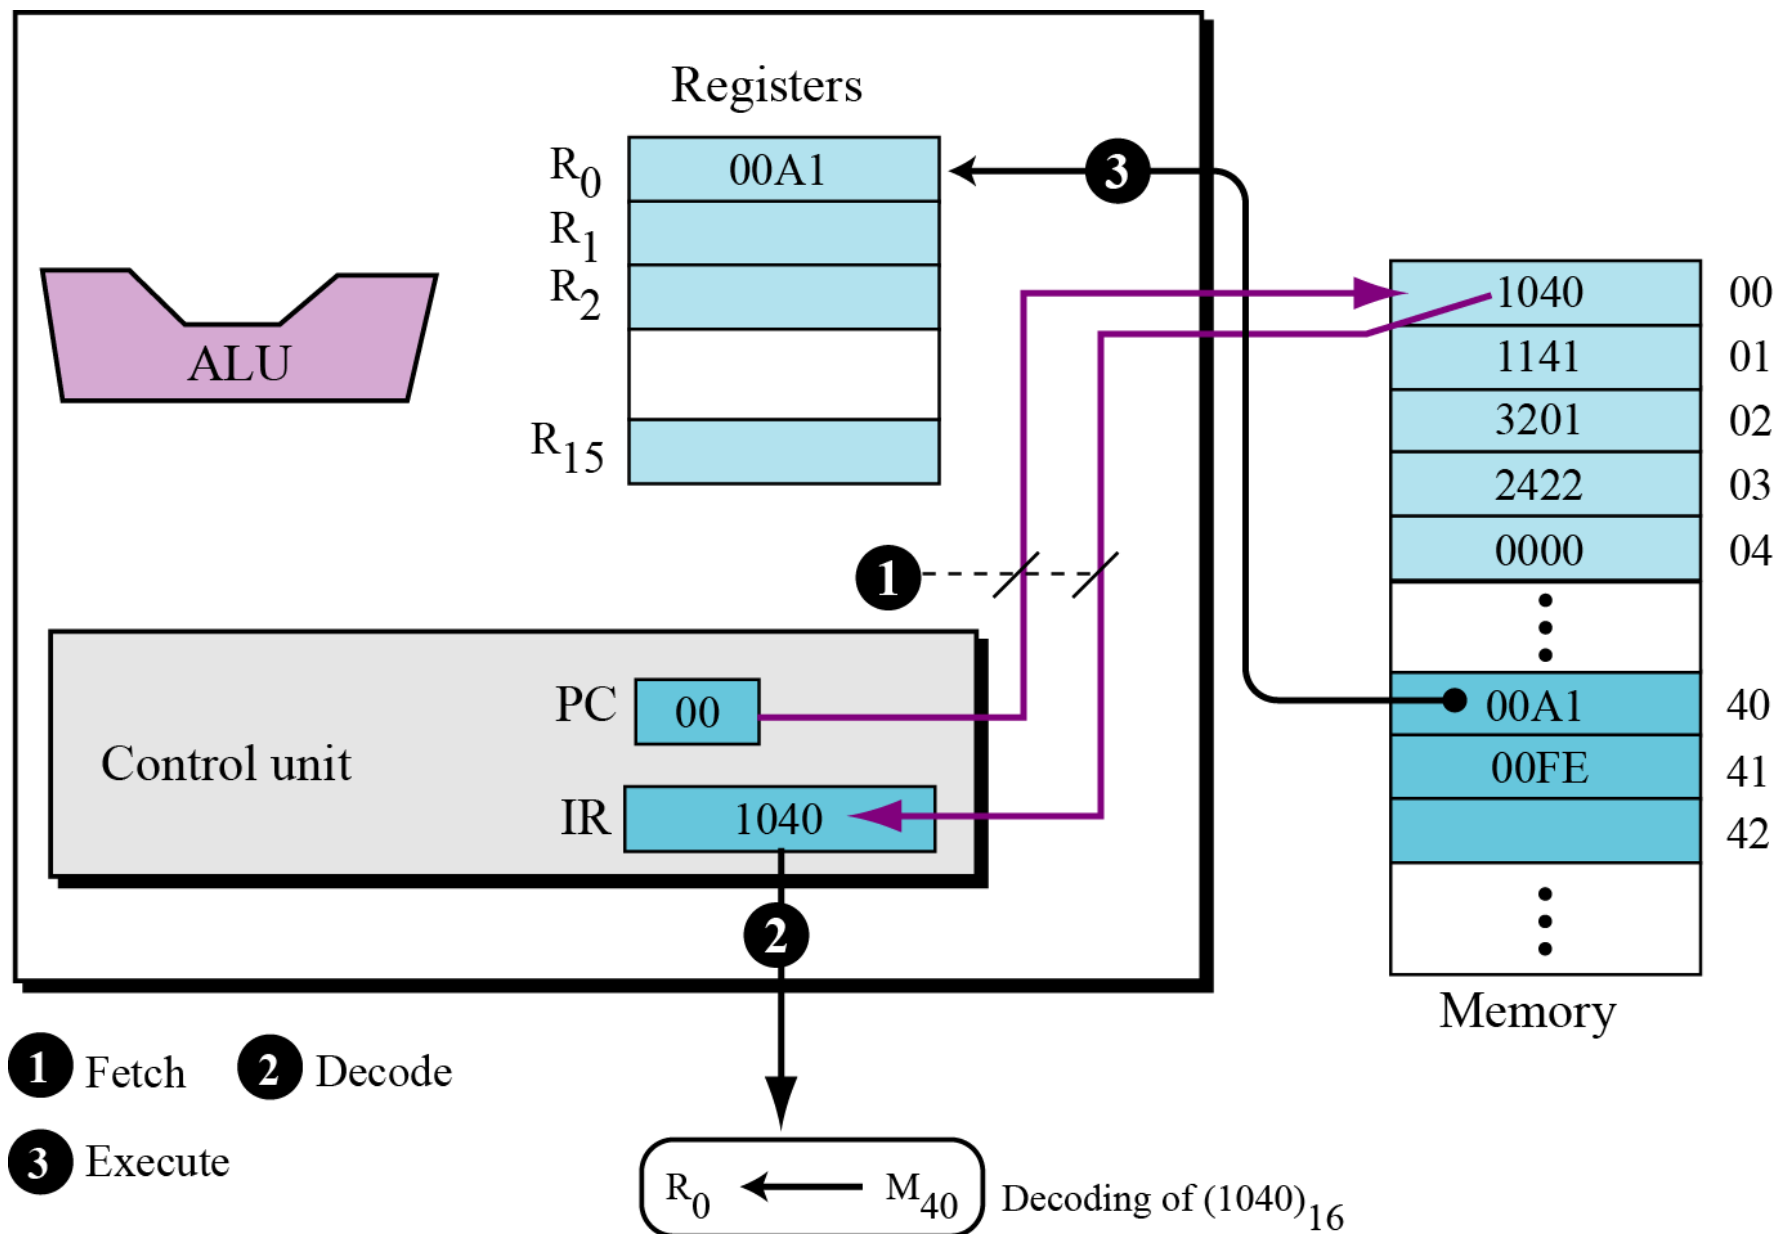 Registers
R0 00A1
R1
R2
R15
ALU
1040 00
1141 01
3201 02
2422 03
0000 04
00A1 40
00FE 41
42
Memory
3
1
Control unit
PC 00
IR 1040
2
1 Fetch 2 Decode
3 Execute
R0 M40 Decoding of (1040)16